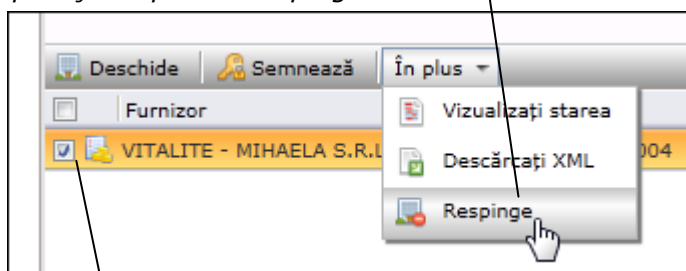 Deschide Semnează În plus
Furnizor Vizualizați starea
VITALITE - MIHAELA S.R.L 004
Descărcați XML
Respinge